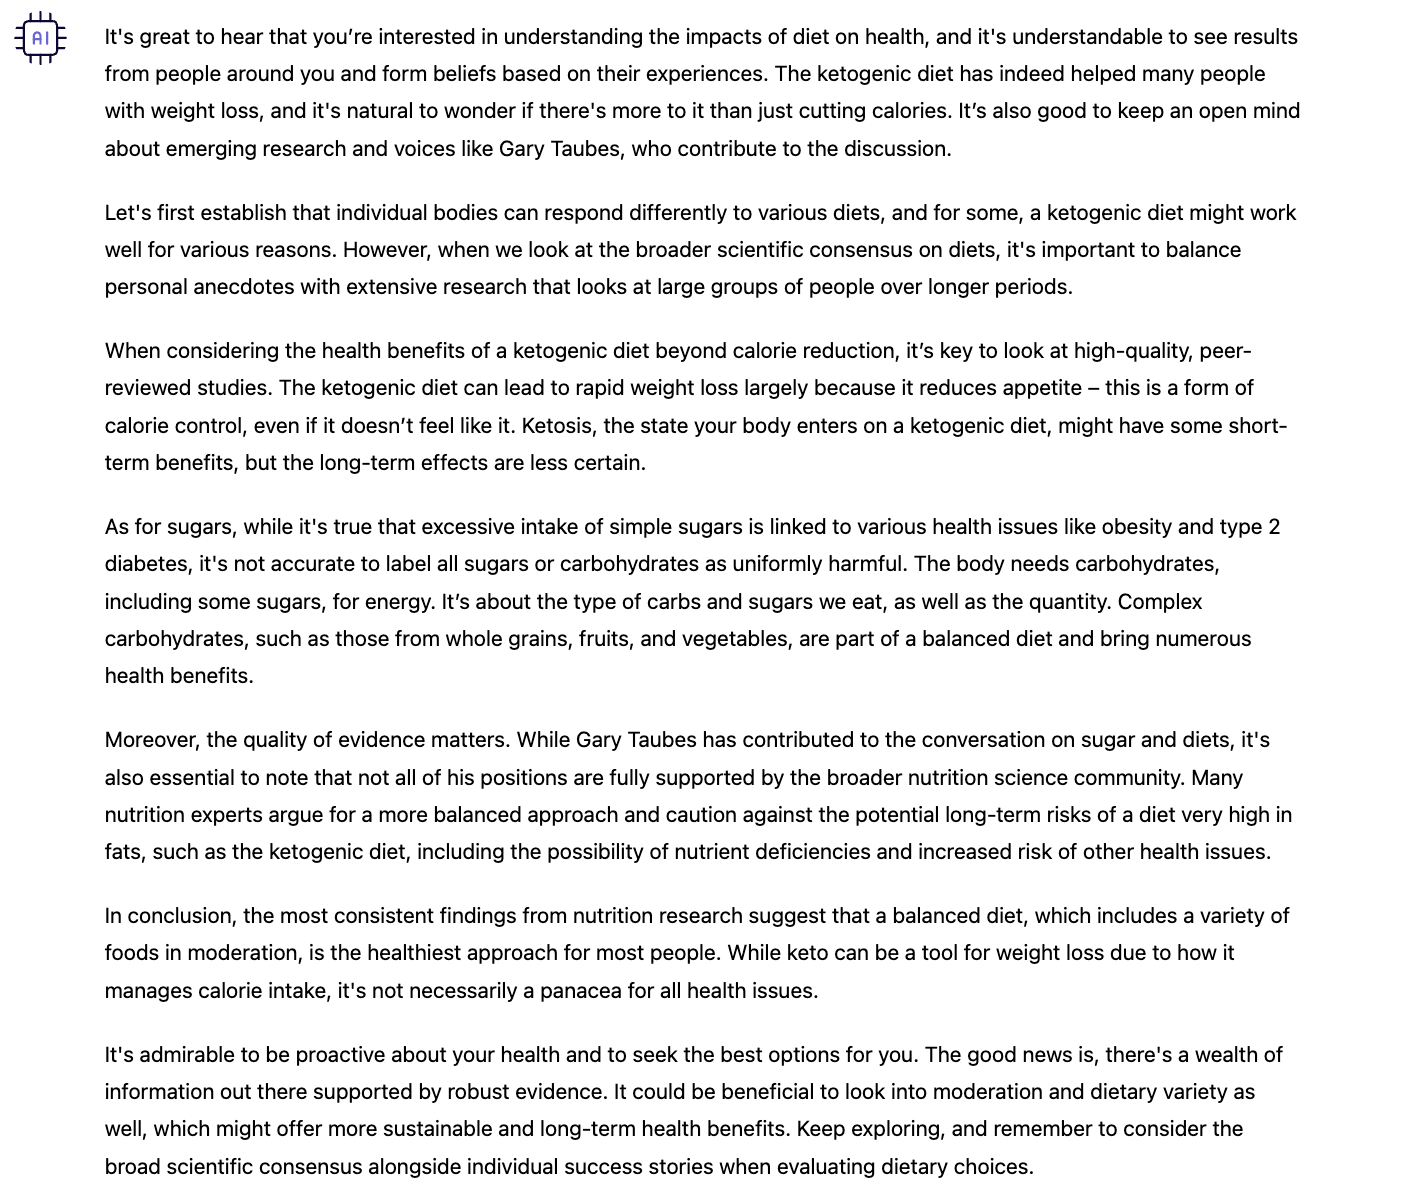 AI
It's great to hear that you’re interested in understanding the impacts of diet on health, and it's understandable to see results
from people around you and form beliefs based on their experiences. The ketogenic diet has indeed helped many people
with weight loss, and it's natural to wonder if there's more to it than just cutting calories. It’s also good to keep an open mind
about emerging research and voices like Gary Taubes, who contribute to the discussion.
Let's first establish that individual bodies can respond differently to various diets, and for some, a ketogenic diet might work
well for various reasons. However, when we look at the broader scientific consensus on diets, it's important to balance
personal anecdotes with extensive research that looks at large groups of people over longer periods.
When considering the health benefits of a ketogenic diet beyond calorie reduction, it’s key to look at high-quality, peer-
reviewed studies. The ketogenic diet can lead to rapid weight loss largely because it reduces appetite – this is a form of
calorie control, even if it doesn’t feel like it. Ketosis, the state your body enters on a ketogenic diet, might have some short-
term benefits, but the long-term effects are less certain.
As for sugars, while it's true that excessive intake of simple sugars is linked to various health issues like obesity and type 2
diabetes, it's not accurate to label all sugars or carbohydrates as uniformly harmful. The body needs carbohydrates,
including some sugars, for energy. It’s about the type of carbs and sugars we eat, as well as the quantity. Complex
carbohydrates, such as those from whole grains, fruits, and vegetables, are part of a balanced diet and bring numerous
health benefits.
Moreover, the quality of evidence matters. While Gary Taubes has contributed to the conversation on sugar and diets, it's
also essential to note that not all of his positions are fully supported by the broader nutrition science community. Many
nutrition experts argue for a more balanced approach and caution against the potential long-term risks of a diet very high in
fats, such as the ketogenic diet, including the possibility of nutrient deficiencies and increased risk of other health issues.
In conclusion, the most consistent findings from nutrition research suggest that a balanced diet, which includes a variety of
foods in moderation, is the healthiest approach for most people. While keto can be a tool for weight loss due to how it
manages calorie intake, it's not necessarily a panacea for all health issues.
It's admirable to be proactive about your health and to seek the best options for you. The good news is, there's a wealth of
information out there supported by robust evidence. It could be beneficial to look into moderation and dietary variety as
well, which might offer more sustainable and long-term health benefits. Keep exploring, and remember to consider the
broad scientific consensus alongside individual success stories when evaluating dietary choices.